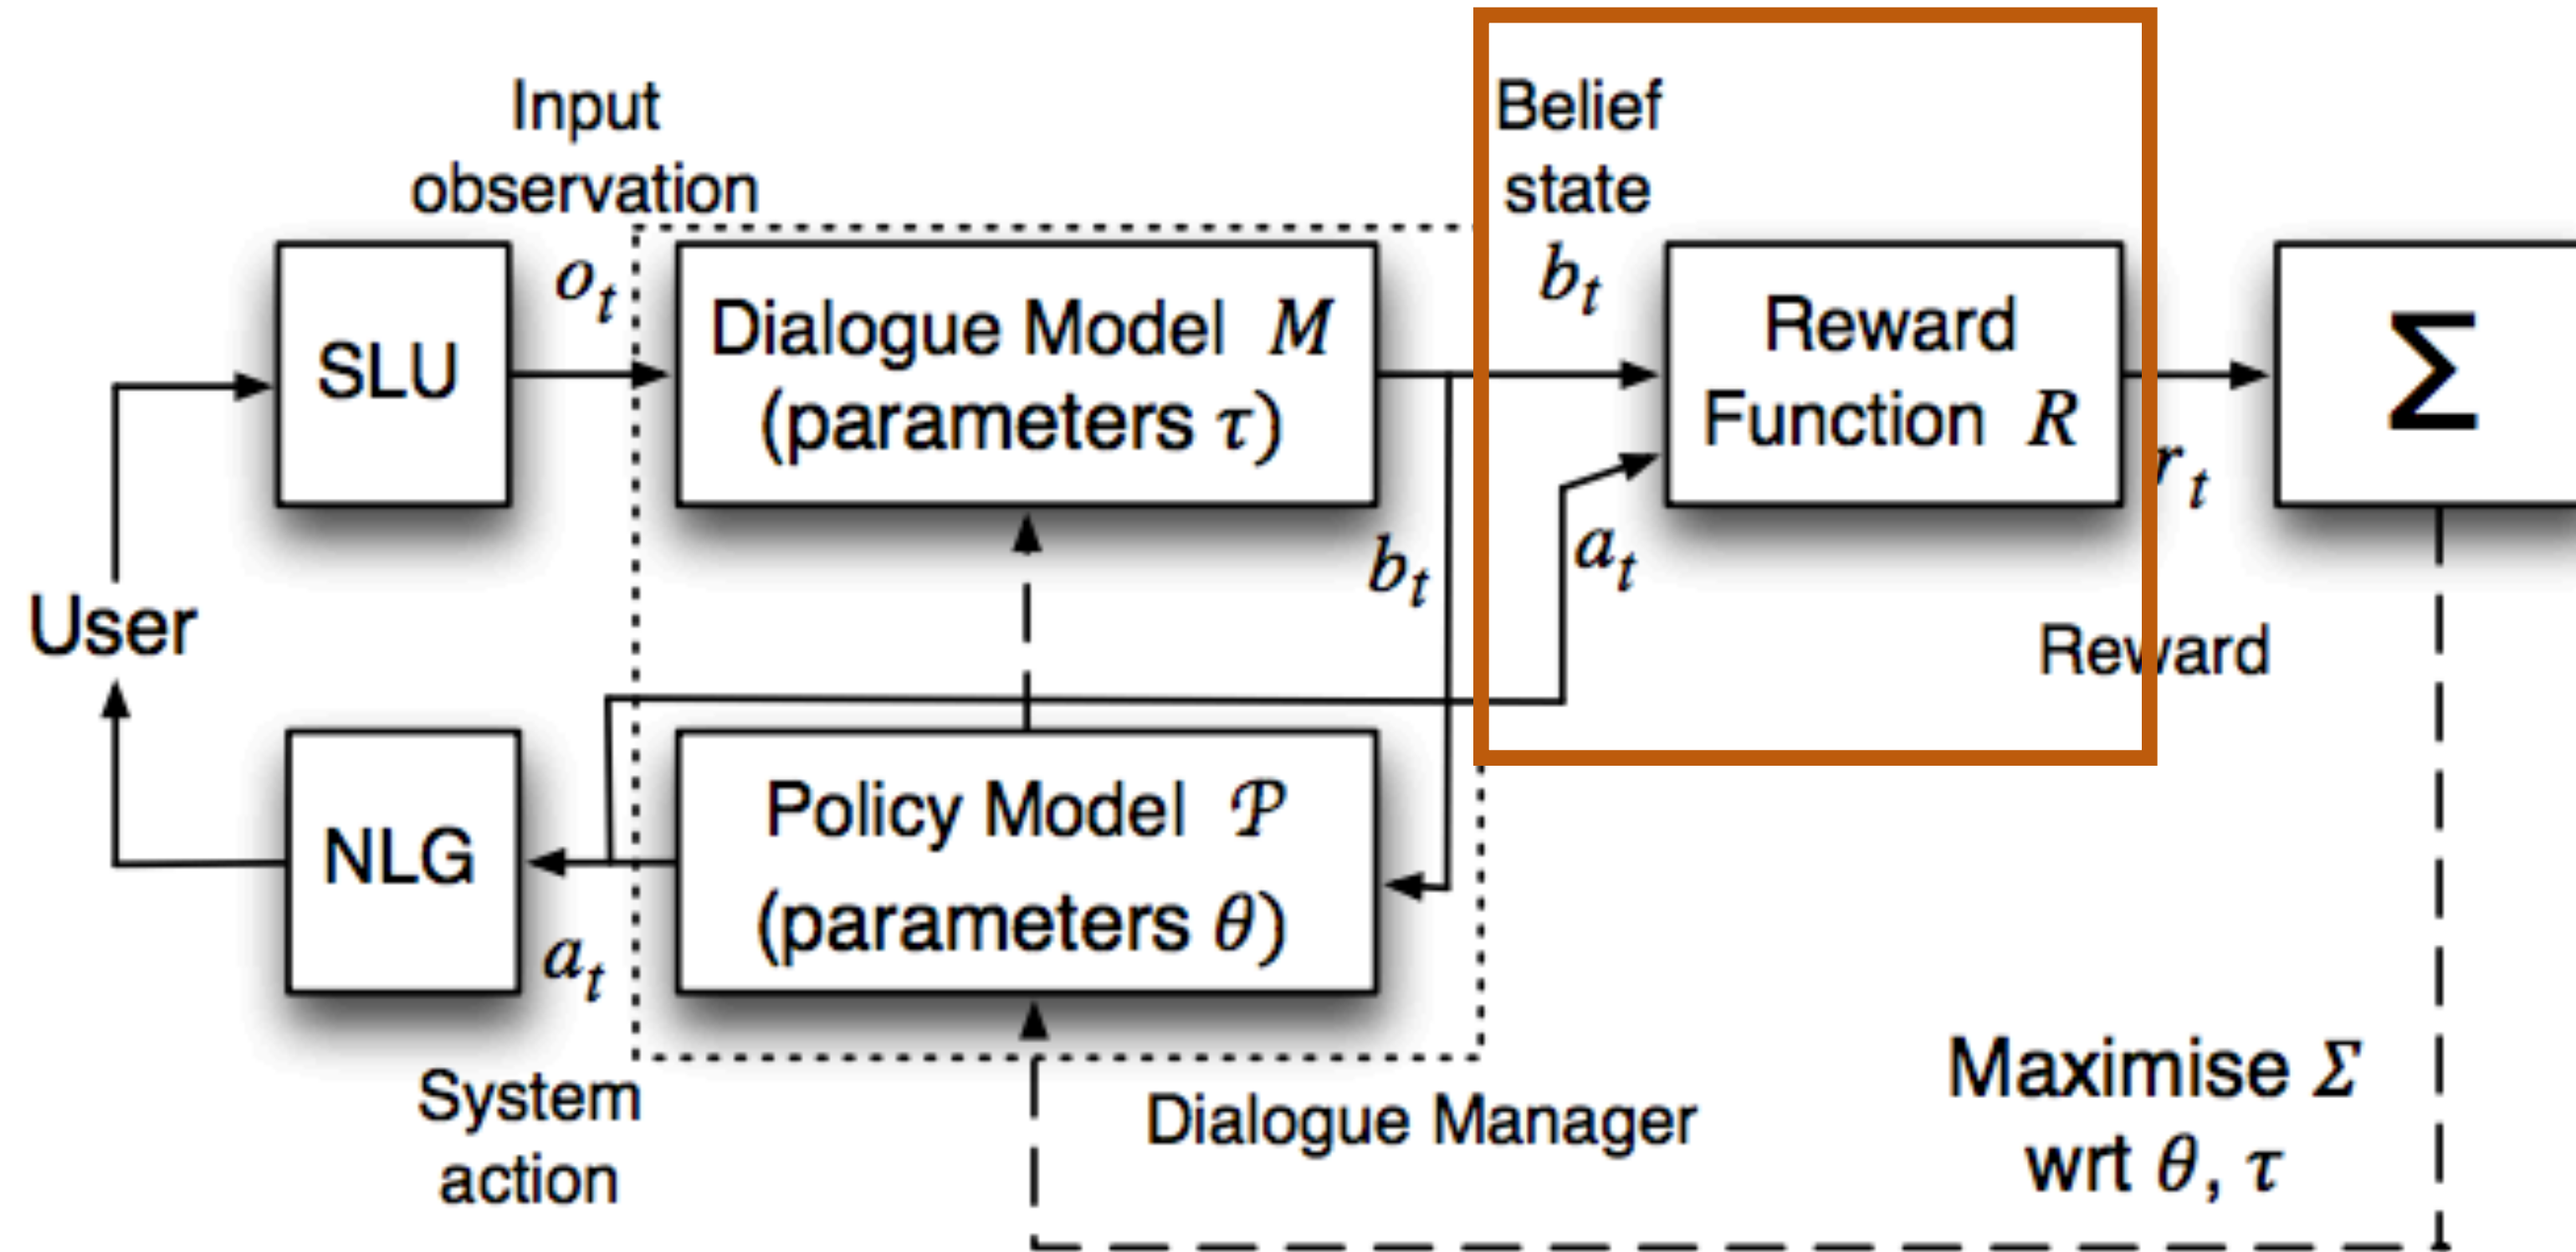 Input
observation
Belief
state
o_t
b_t
SLU
Dialogue Model M
(parameters τ)
Reward
Function R
Σ
r_t
b_t
a_t
User
Reward
NLG
Policy Model 𝒫
(parameters θ)
a_t
System
action
Dialogue Manager
Maximise Σ
wrt θ, τ